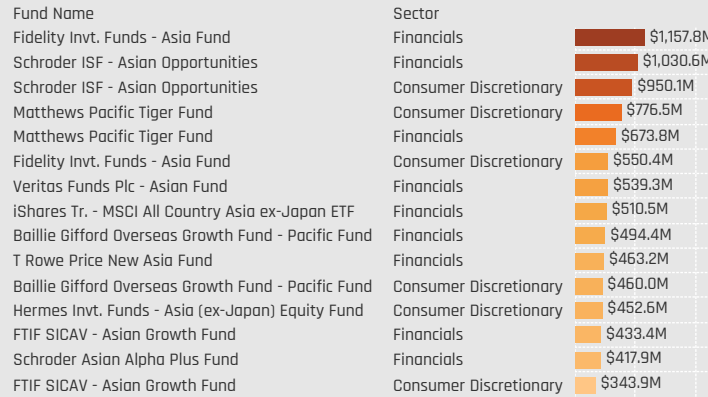 Fund Name Sector
Fidelity Invt. Funds - Asia Fund Financials $1,157.8M
Schroder ISF - Asian Opportunities Financials $1,030.6M
Schroder ISF - Asian Opportunities Consumer Discretionary $950.1M
Matthews Pacific Tiger Fund Consumer Discretionary $776.5M
Matthews Pacific Tiger Fund Financials $673.8M
Fidelity Invt. Funds - Asia Fund Consumer Discretionary $550.4M
Veritas Funds Plc - Asian Fund Financials $539.3M
iShares Tr. - MSCI All Country Asia ex-Japan ETF Financials $510.5M
Baillie Gifford Overseas Growth Fund - Pacific Fund Financials $494.4M
T Rowe Price New Asia Fund Financials $463.2M
Baillie Gifford Overseas Growth Fund - Pacific Fund Consumer Discretionary $460.0M
Hermes Invt. Funds - Asia (ex-Japan) Equity Fund Consumer Discretionary $452.6M
FTIF SICAV - Asian Growth Fund Financials $433.4M
Schroder Asian Alpha Plus Fund Financials $417.9M
FTIF SICAV - Asian Growth Fund Consumer Discretionary $343.9M